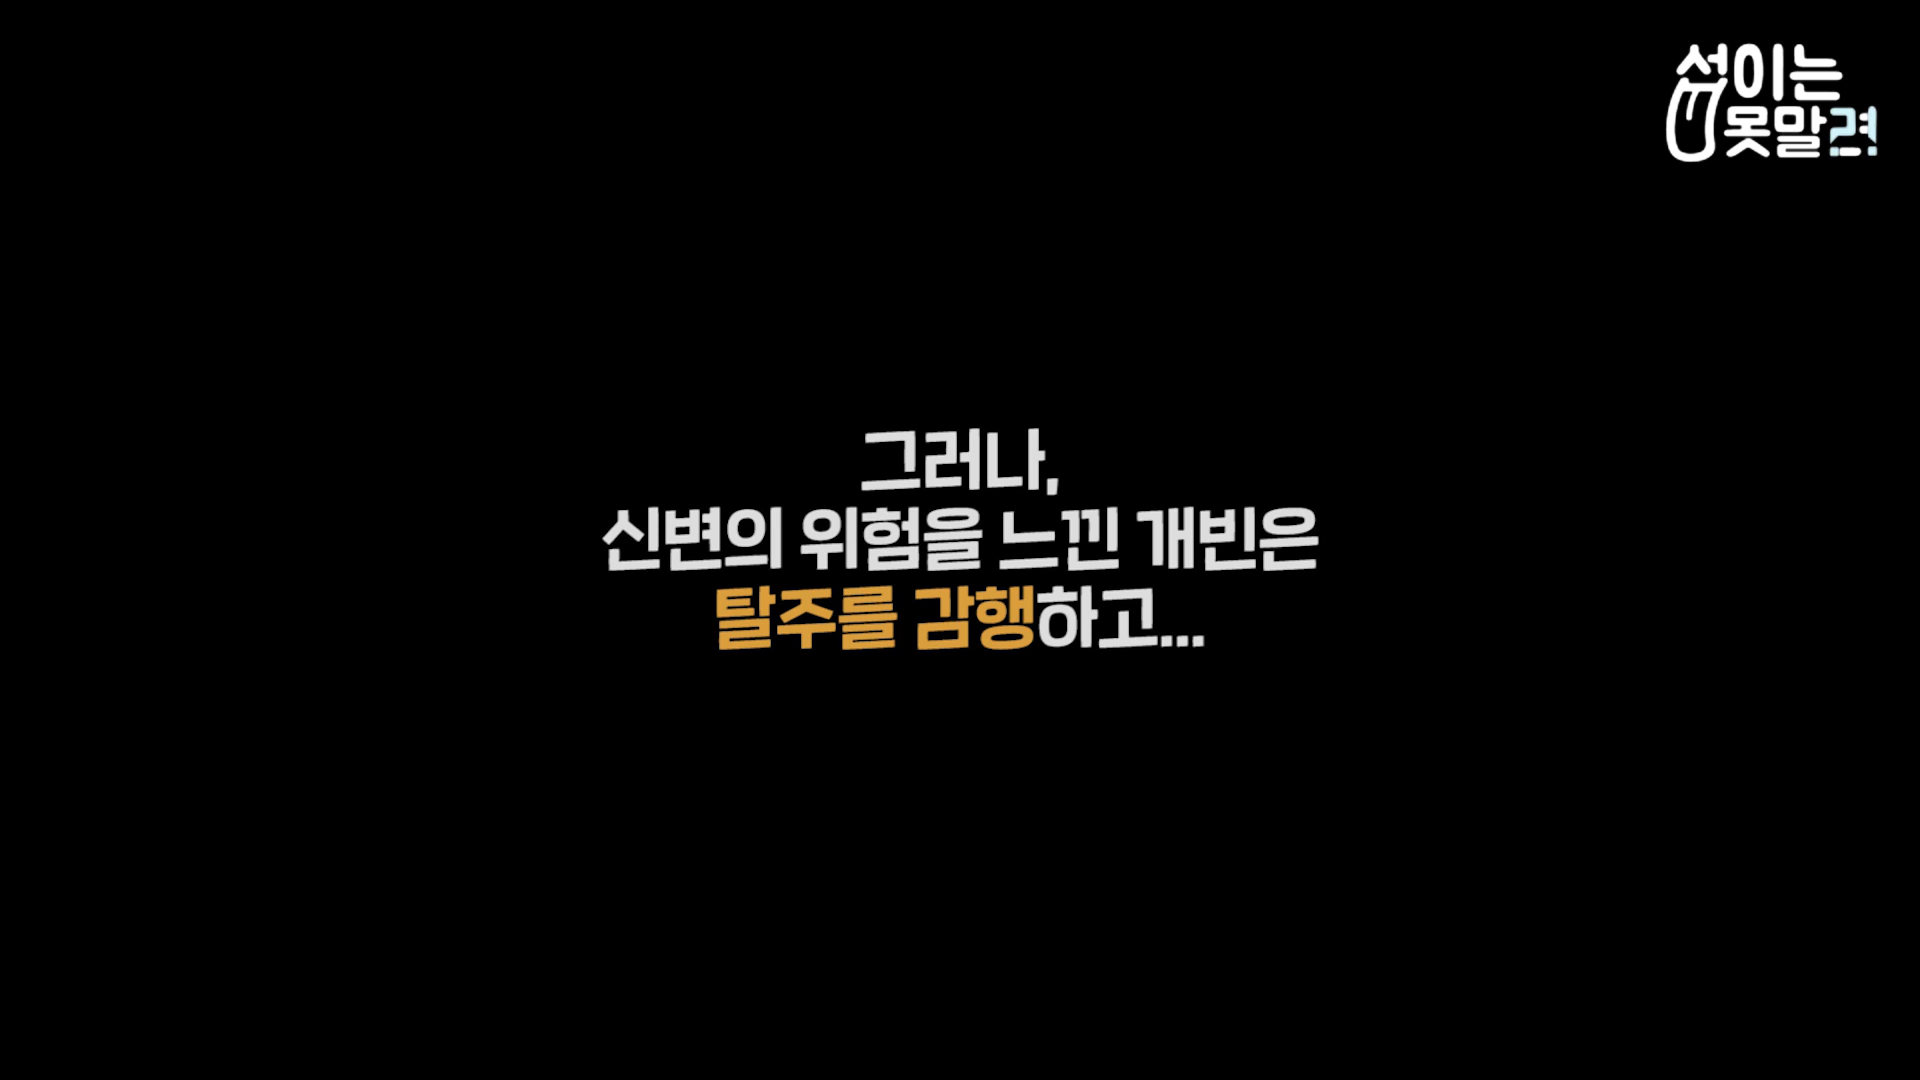 섭이는
못말려
그러나,
신변의 위험을 느낀 개빈은
탈주를 감행하고...